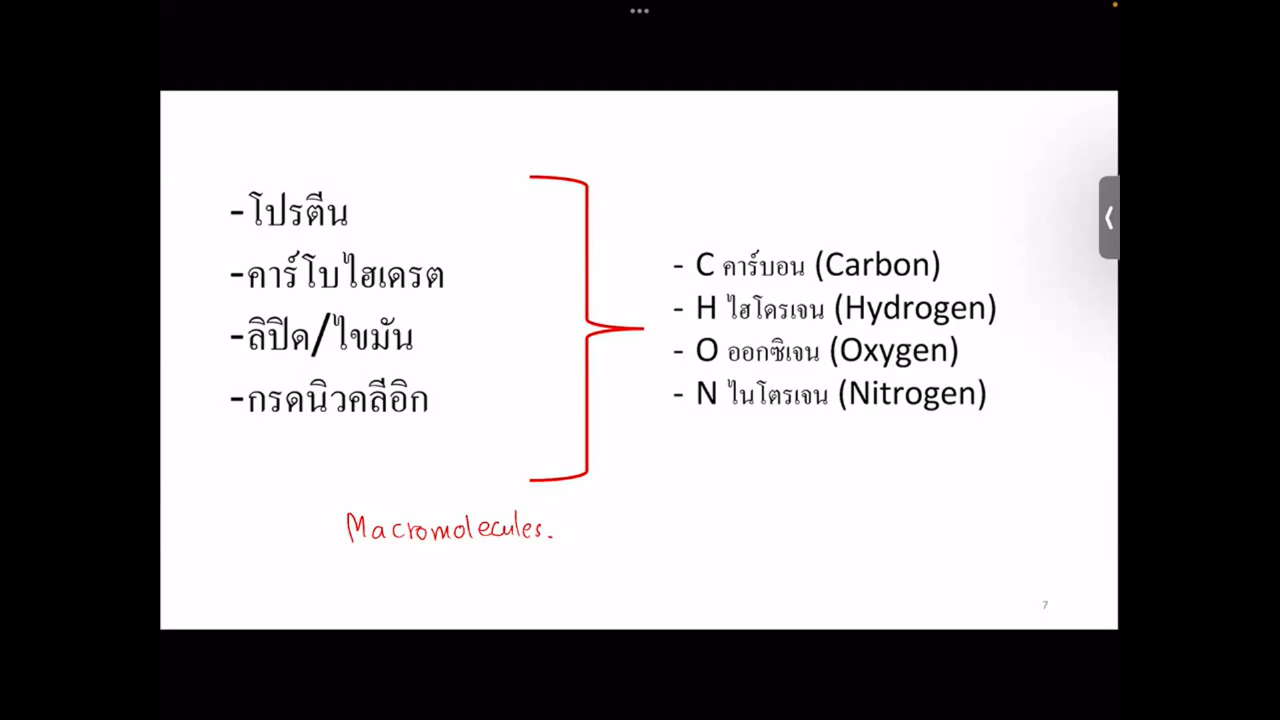 -โปรตีน
-คาร์โบไฮเดรต
-ลิปิด/ไขมัน
-กรดนิวคลีอิก
- C คาร์บอน (Carbon)
- H ไฮโดรเจน (Hydrogen)
- O ออกซิเจน (Oxygen)
- N ไนโตรเจน (Nitrogen)
Macromolecules.
7